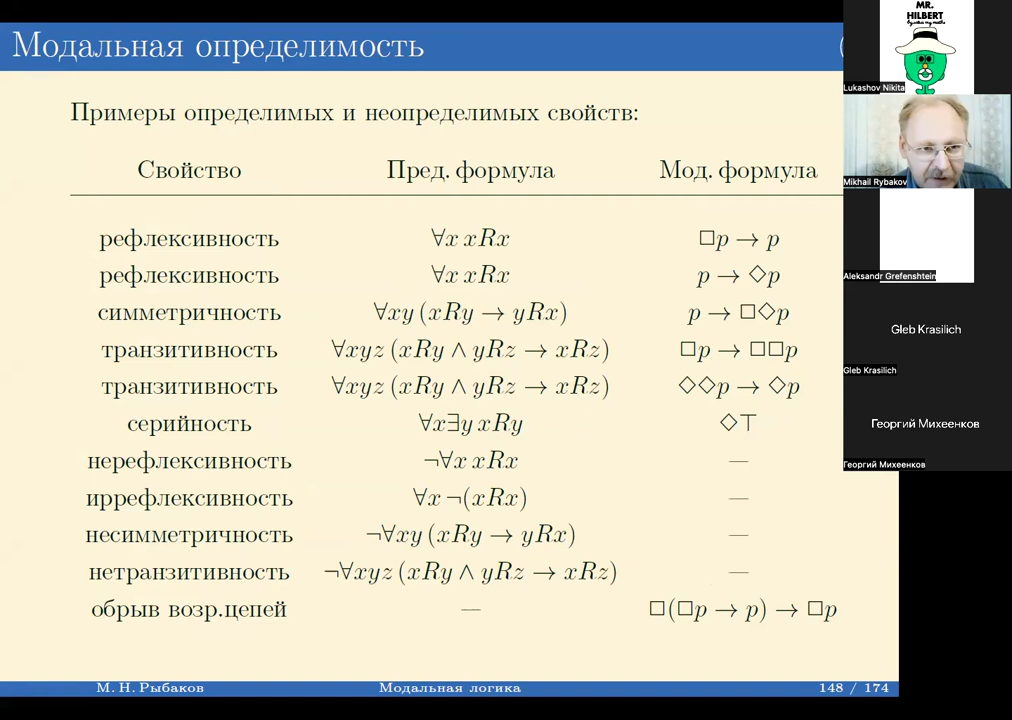 Модальная определимость
Примеры определимых и неопределимых свойств:
Свойство Пред. формула Мод. формула
рефлексивность ∀x xRx □p → p
рефлексивность ∀x xRx p → ◇p
симметричность ∀xy (xRy → yRx) p → □◇p
транзитивность ∀xyz (xRy ∧ yRz → xRz) □p → □□p
транзитивность ∀xyz (xRy ∧ yRz → xRz) ◇◇p → ◇p
серийность ∀x∃y xRy ◇⊤
нерефлексивность ¬∀x xRx —
иррефлексивность ∀x ¬(xRx) —
несимметричность ¬∀xy (xRy → yRx) —
нетранзитивность ¬∀xyz (xRy ∧ yRz → xRz) —
обрыв возр.цепей — □(□p → p) → □p
М. Н. Рыбаков Модальная логика 148 / 174
MR.
HILBERT
Lukashov Nikita
Mikhail Rybakov
Aleksandr Grefenshtein
Gleb Krasilich
Gleb Krasilich
Георгий Михеенков
Георгий Михеенков